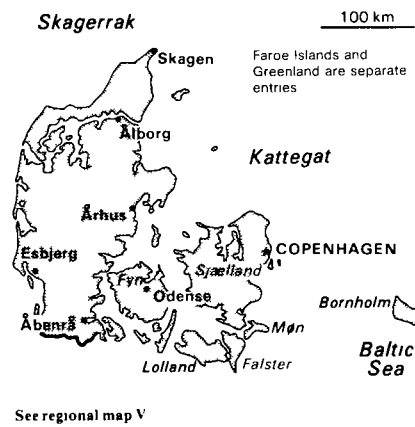 Skagerrak
100 km
Skagen
Faroe Islands and
Greenland are separate
entries
Ålborg
Kattegat
Århus
Esbjerg
COPENHAGEN
Sjælland
Fyn
Odense
Bornholm
Åbenrå
Møn
Baltic
Sea
Lolland
Falster
See regional map V